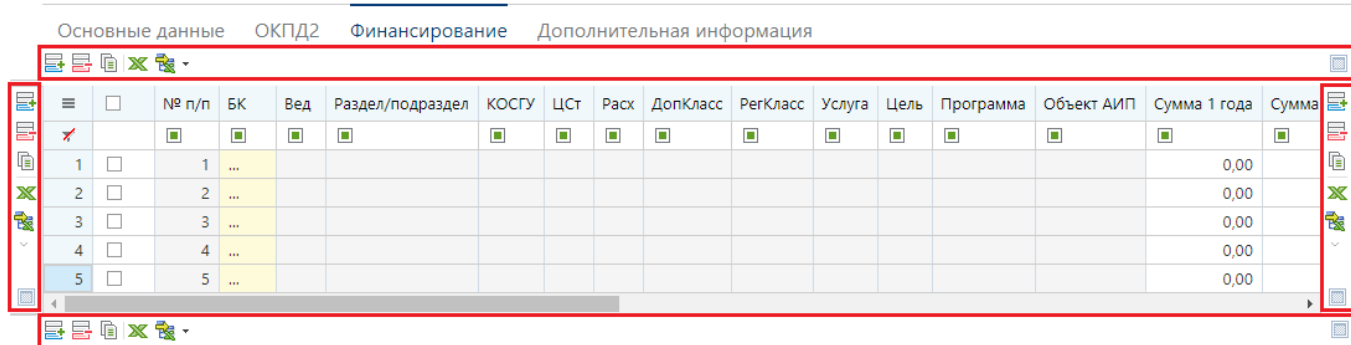 Основные данные ОКПД2 Финансирование Дополнительная информация
№ п/п БК Вед Раздел/подраздел КОСГУ ЦСт Расх ДопКласс РегКласс Услуга Цель Программа Объект АИП Сумма 1 года Сумма
1 1 ... 0,00
2 2 ... 0,00
3 3 ... 0,00
4 4 ... 0,00
5 5 ... 0,00